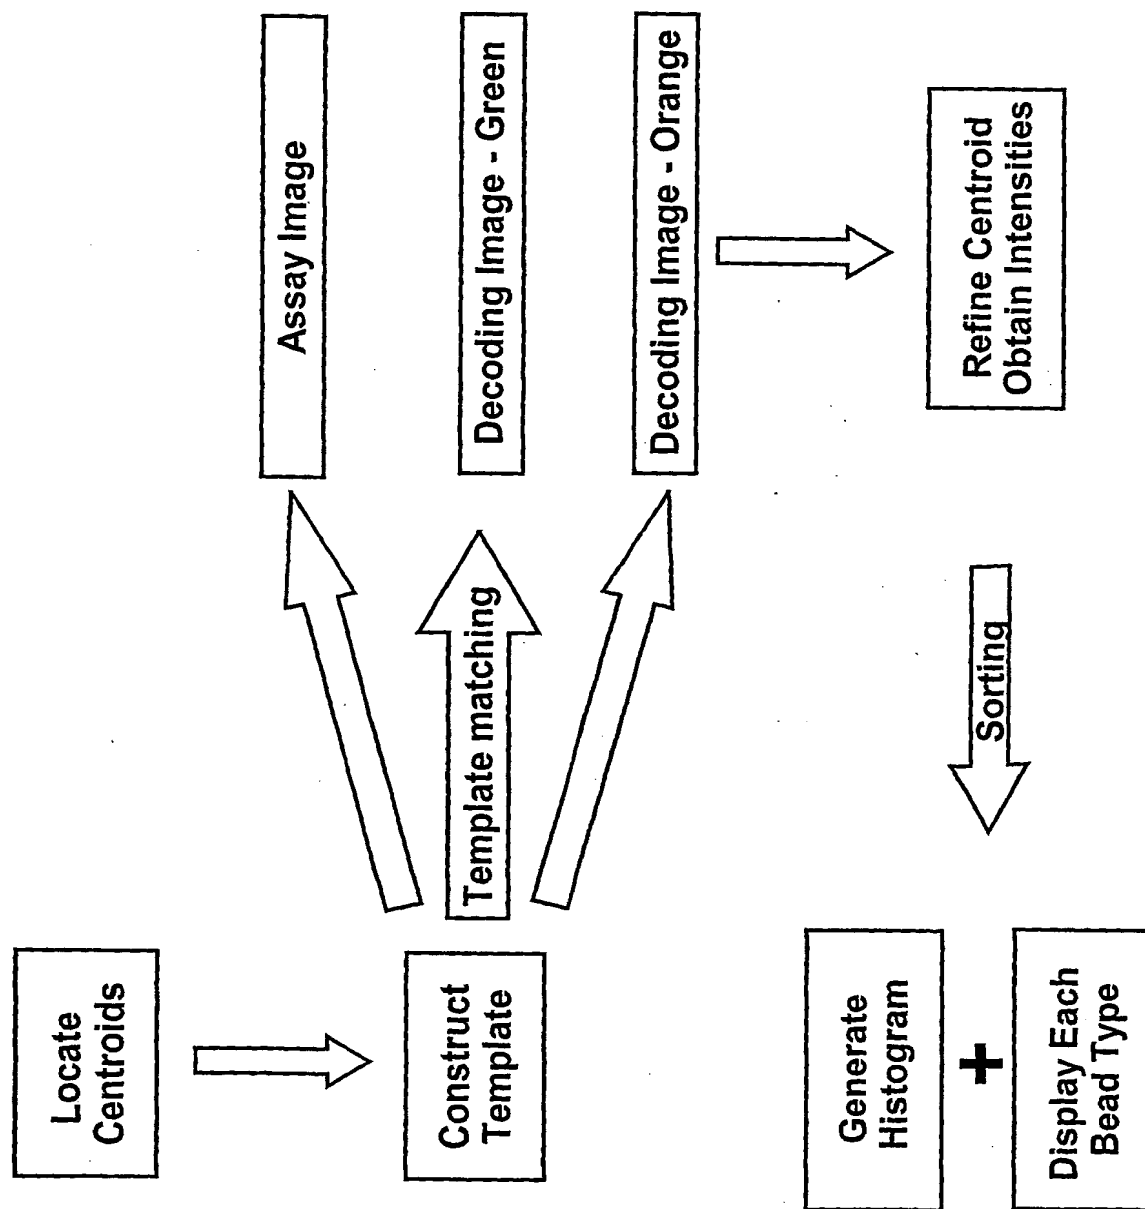 Locate
Centroids
Construct
Template
Template matching
Assay Image
Decoding Image - Green
Decoding Image - Orange
Refine Centroid
Obtain Intensities
Sorting
Generate
Histogram
+
Display Each
Bead Type